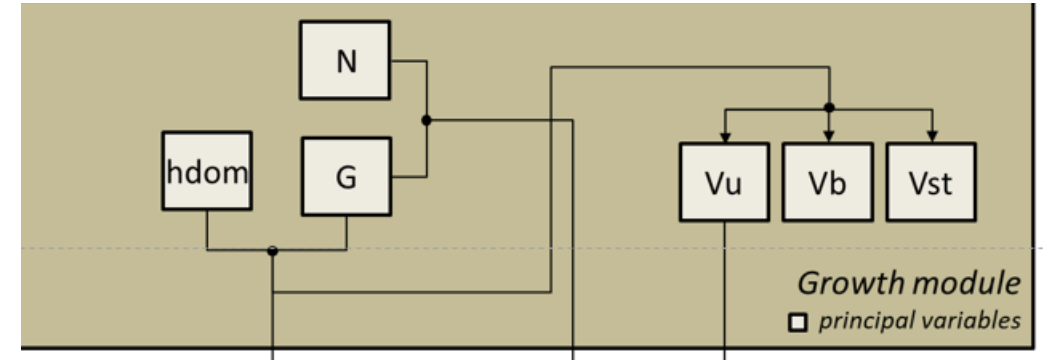 N
hdom
G
Vu
Vb
Vst
Growth module
principal variables